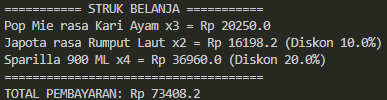 =========== STRUK BELANJA ===========
Pop Mie rasa Kari Ayam x3 = Rp 20250.0
Japota rasa Rumput Laut x2 = Rp 16198.2 (Diskon 10.0%)
Sparilla 900 ML x4 = Rp 36960.0 (Diskon 20.0%)
=====================================
TOTAL PEMBAYARAN: Rp 73408.2